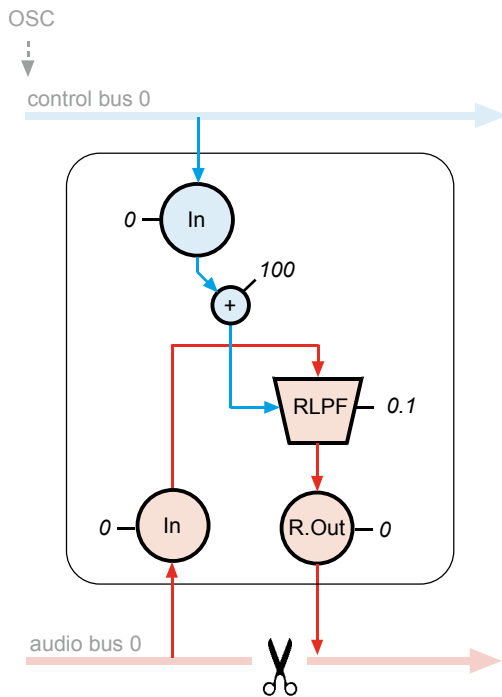 OSC
control bus 0
0
In
100
+
RLPF
0.1
0
In
R.Out
0
audio bus 0